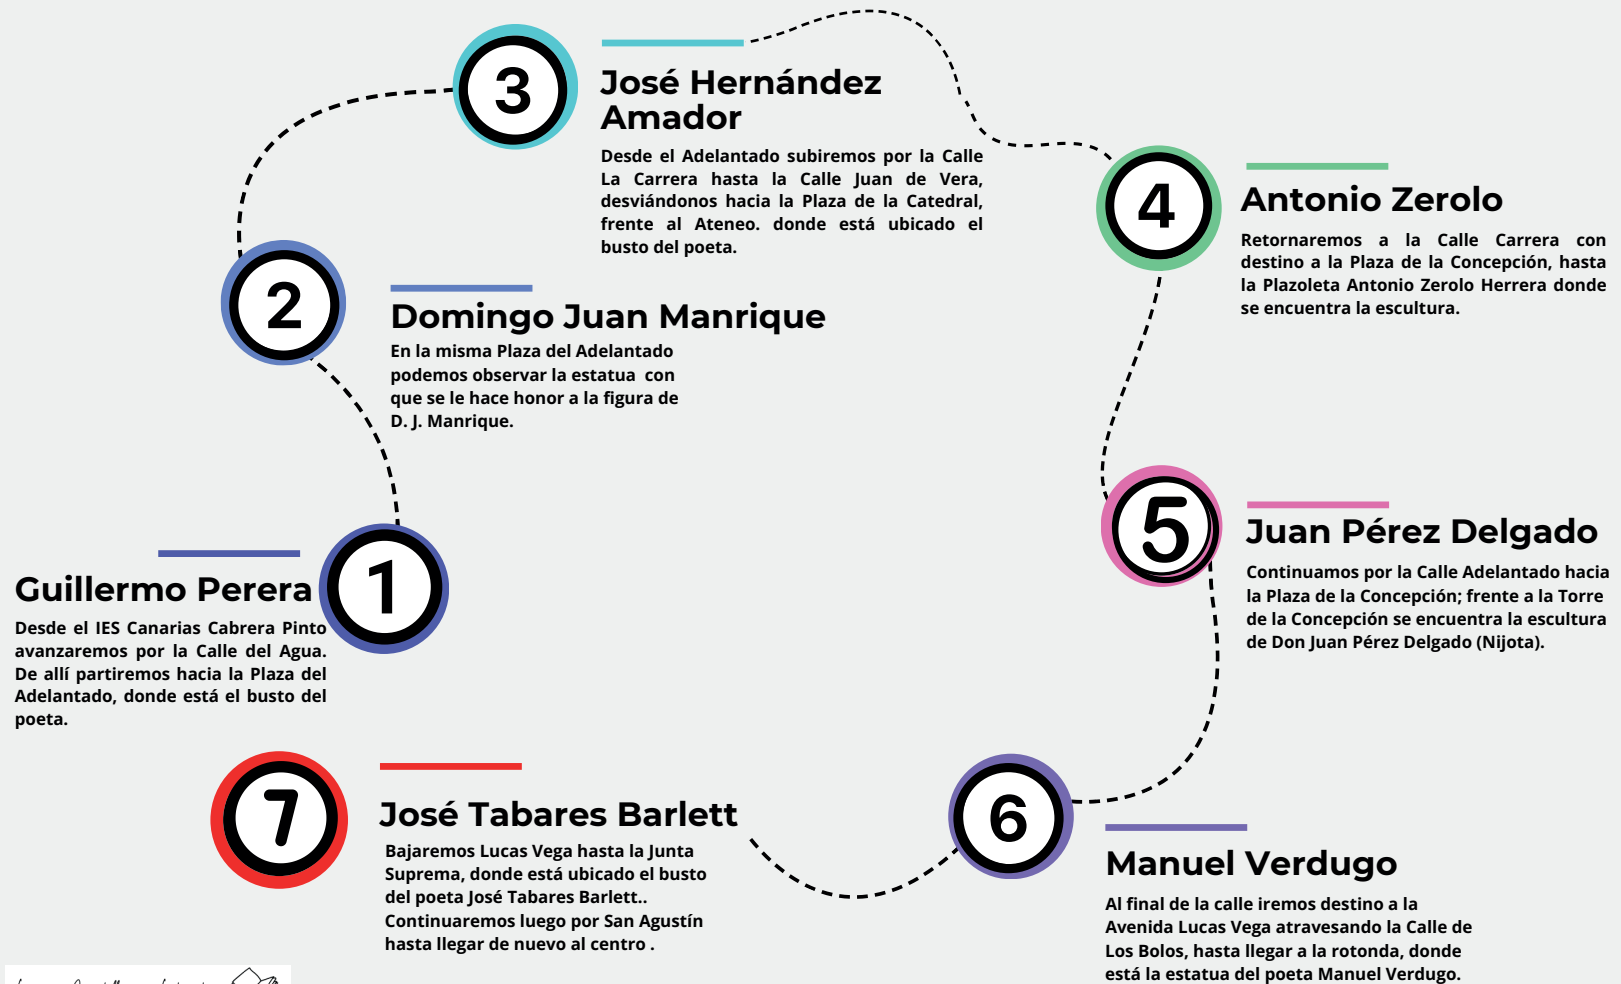 1
Guillermo Perera
Desde el IES Canarias Cabrera Pinto
avanzaremos por la Calle del Agua.
De allí partiremos hacia la Plaza del
Adelantado, donde está el busto del
poeta.
2
Domingo Juan Manrique
En la misma Plaza del Adelantado
podemos observar la estatua con
que se le hace honor a la figura de
D. J. Manrique.
3
José Hernández
Amador
Desde el Adelantado subiremos por la Calle
La Carrera hasta la Calle Juan de Vera,
desviándonos hacia la Plaza de la Catedral,
frente al Ateneo. donde está ubicado el
busto del poeta.
4
Antonio Zerolo
Retornaremos a la Calle Carrera con
destino a la Plaza de la Concepción, hasta
la Plazoleta Antonio Zerolo Herrera donde
se encuentra la escultura.
5
Juan Pérez Delgado
Continuamos por la Calle Adelantado hacia
la Plaza de la Concepción; frente a la Torre
de la Concepción se encuentra la escultura
de Don Juan Pérez Delgado (Nijota).
6
Manuel Verdugo
Al final de la calle iremos destino a la
Avenida Lucas Vega atravesando la Calle de
Los Bolos, hasta llegar a la rotonda, donde
está la estatua del poeta Manuel Verdugo.
7
José Tabares Barlett
Bajaremos Lucas Vega hasta la Junta
Suprema, donde está ubicado el busto
del poeta José Tabares Barlett..
Continuaremos luego por San Agustín
hasta llegar de nuevo al centro .